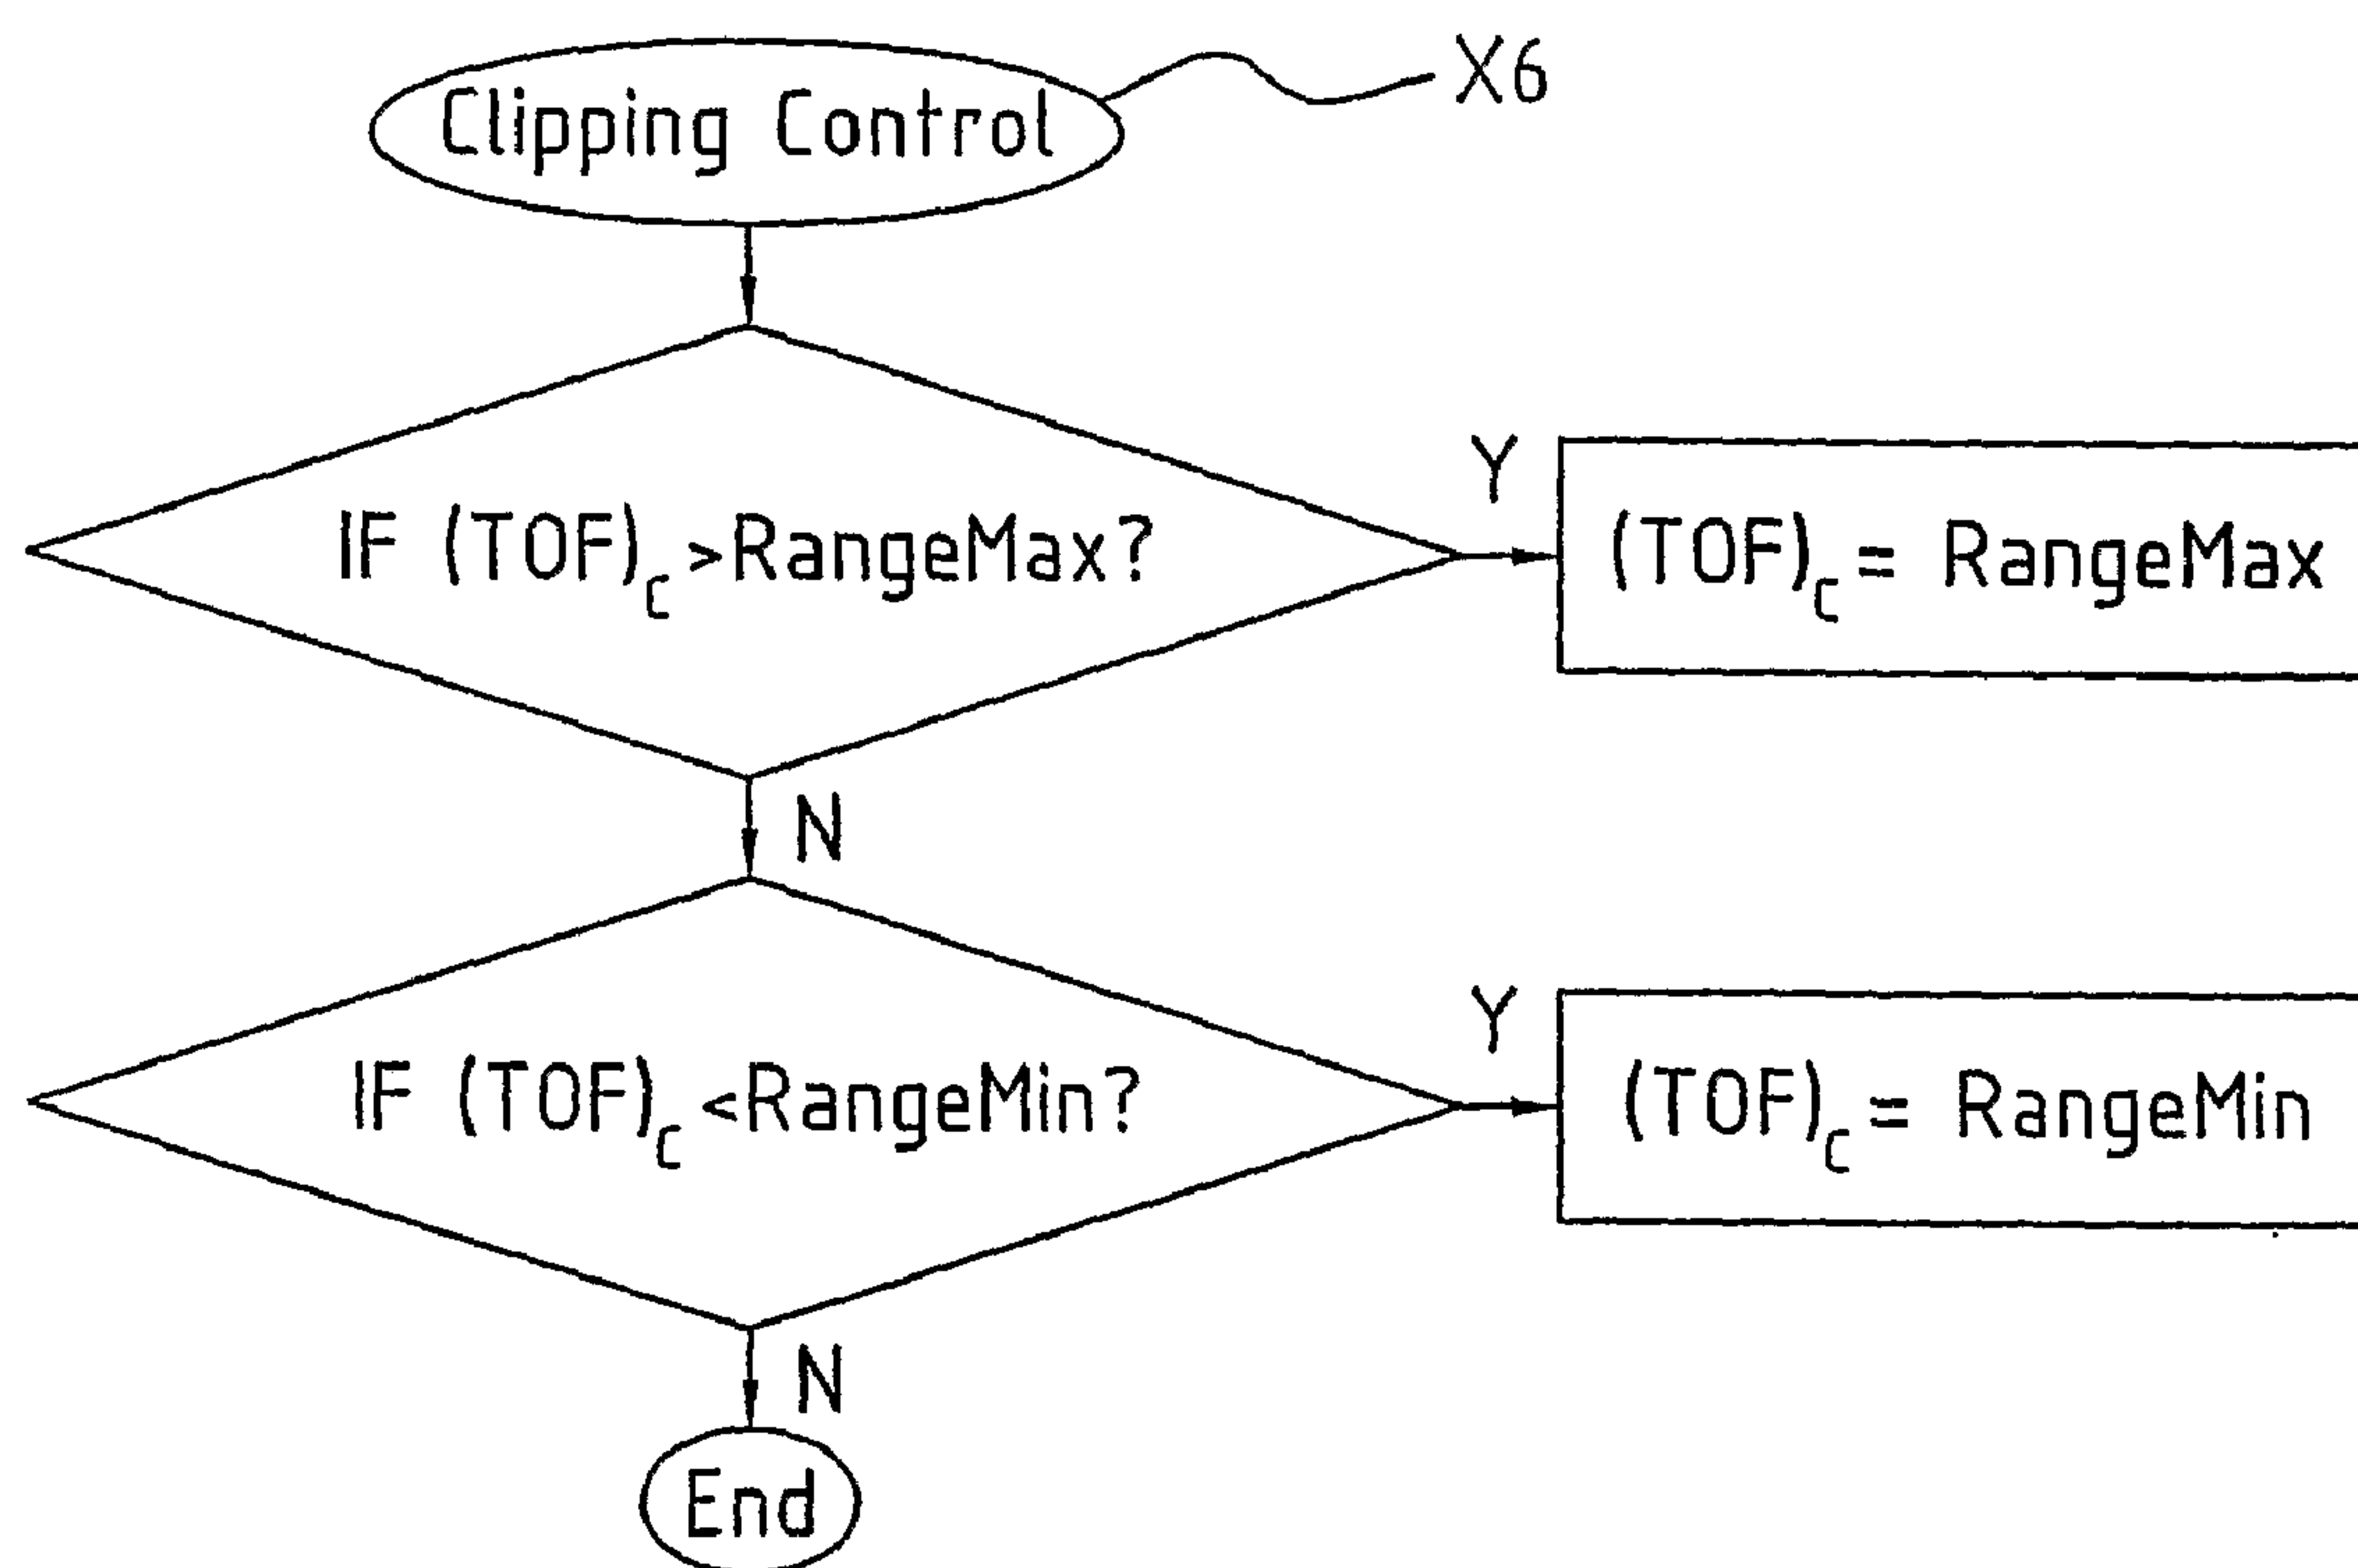 Clipping Control
X6
IF (TOF)c >RangeMax?
Y
(TOF)c = RangeMax
N
IF (TOF)c <RangeMin?
Y
(TOF)c = RangeMin
N
End